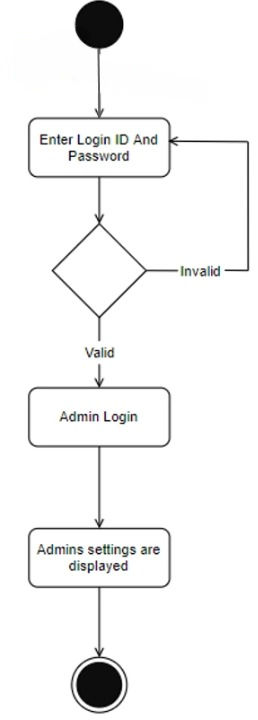 Enter Login ID And
Password
Invalid
Valid
Admin Login
Admins settings are
displayed